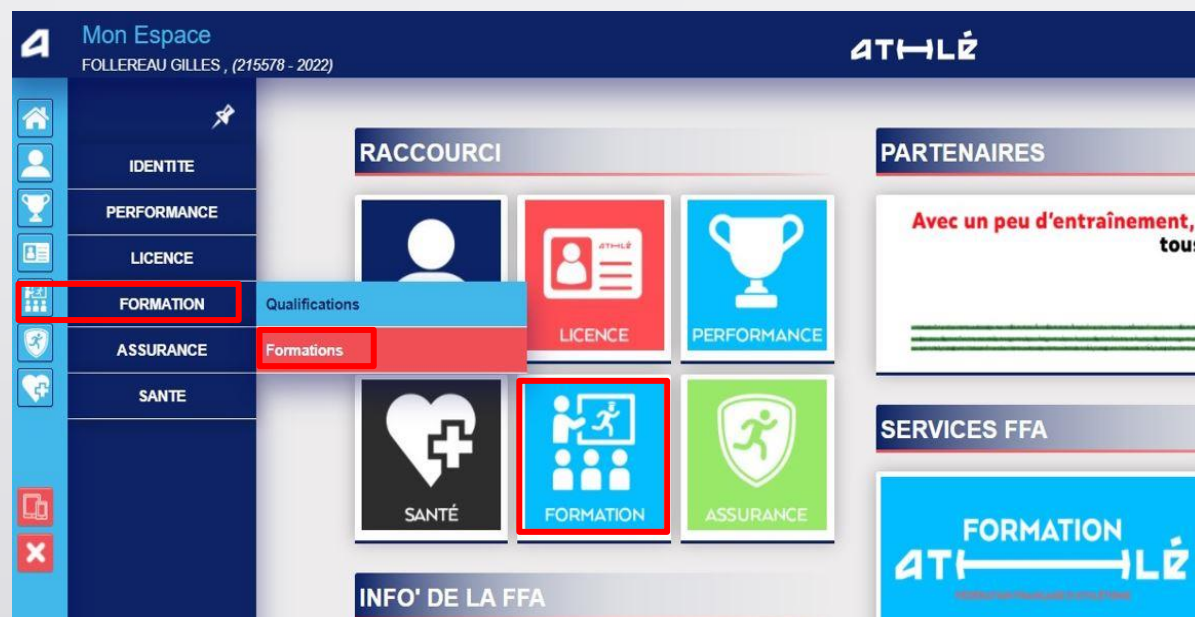 Mon Espace
FOLLEREAU GILLES , (215578 - 2022)
ATHLÉ
IDENTITE
PERFORMANCE
LICENCE
FORMATION
ASSURANCE
SANTE
Qualifications
Formations
RACCOURCI
ATHLÉ
LICENCE
PERFORMANCE
SANTÉ
FORMATION
ASSURANCE
INFO' DE LA FFA
PARTENAIRES
Avec un peu d'entraînement,
tous
SERVICES FFA
FORMATION
ATHLÉ